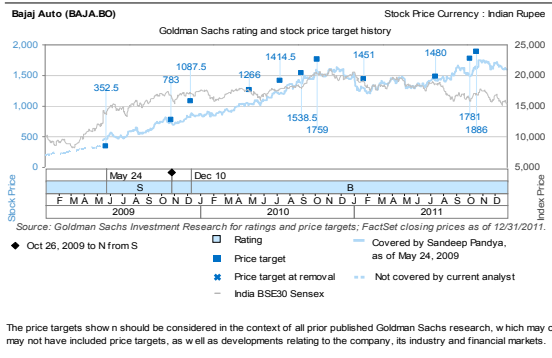 Bajaj Auto (BAJA.BO) Stock Price Currency : Indian Rupee
Goldman Sachs rating and stock price target history
2,000 25,000
1,500 20,000
1,000 15,000
500 10,000
0 5,000
352.5 783 1087.5 1266 1414.5 1538.5 1759 1451 1480 1781 1886
Stock Price Index Price
May 24 Dec 10
S B
F M A M J J A S O N D J F M A M J J A S O N D J F M A M J J A S O N D
2009 2010 2011
Source: Goldman Sachs Investment Research for ratings and price targets; FactSet closing prices as of 12/31/2011.
Oct 26, 2009 to N from S
Rating
Price target
Price target at removal
India BSE30 Sensex
Covered by Sandeep Pandya,
as of May 24, 2009
Not covered by current analyst
The price targets shown should be considered in the context of all prior published Goldman Sachs research, which may
may not have included price targets, as well as developments relating to the company, its industry and financial markets.